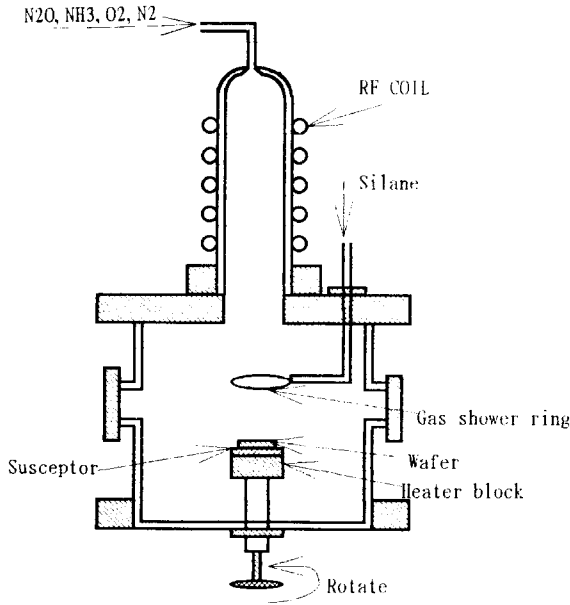 N2O, NH3, O2, N2
RF COIL
Silane
Gas shower ring
Wafer
Susceptor
Heater block
Rotate